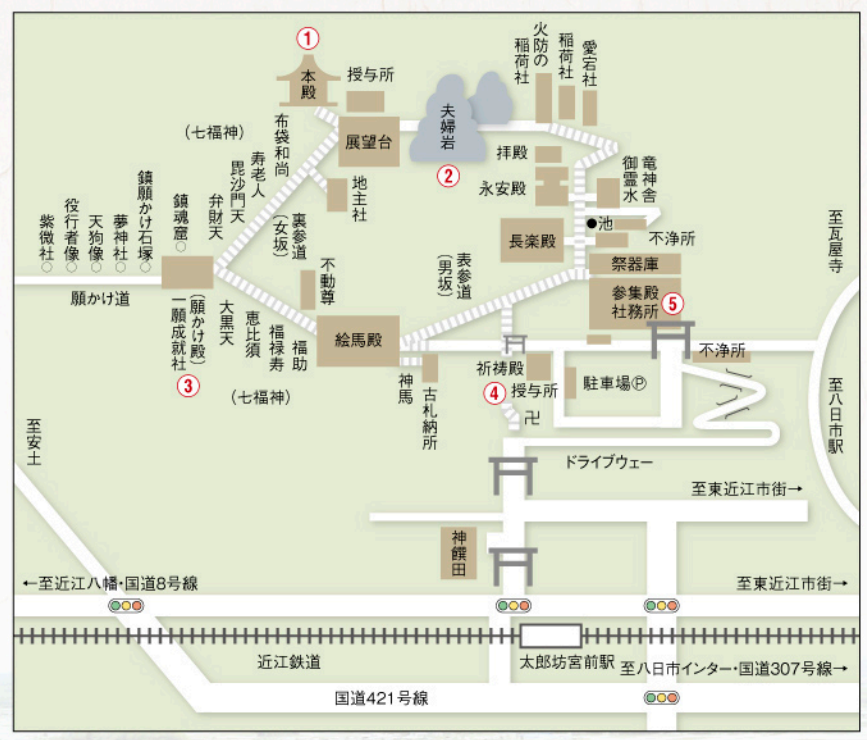 ①
本殿
授与所
火防の
稲荷社
稲荷社
愛宕社
展望台
夫婦岩
②
拝殿
永安殿
御霊水
竜神舎
●池
不浄所
長楽殿
祭器庫
参集殿
社務所
⑤
至瓦屋寺
(七福神)
布袋和尚
寿老人
毘沙門天
弁財天
地主社
裏参道
(女坂)
表参道
(男坂)
鎮魂窟
鎮願かけ石塚
夢神社
天狗像
役行者像
紫微社
願かけ道
(願かけ殿)
一願成就社
③
不動尊
大黒天
恵比須
福禄寿
福助
(七福神)
絵馬殿
神馬
古札納所
祈祷殿
④
授与所
卍
駐車場Ⓟ
不浄所
至八日市駅
至安土
ドライブウェー
至東近江市街→
神饌田
←至近江八幡・国道8号線
至東近江市街→
近江鉄道
太郎坊宮前駅
至八日市インター・国道307号線→
国道421号線